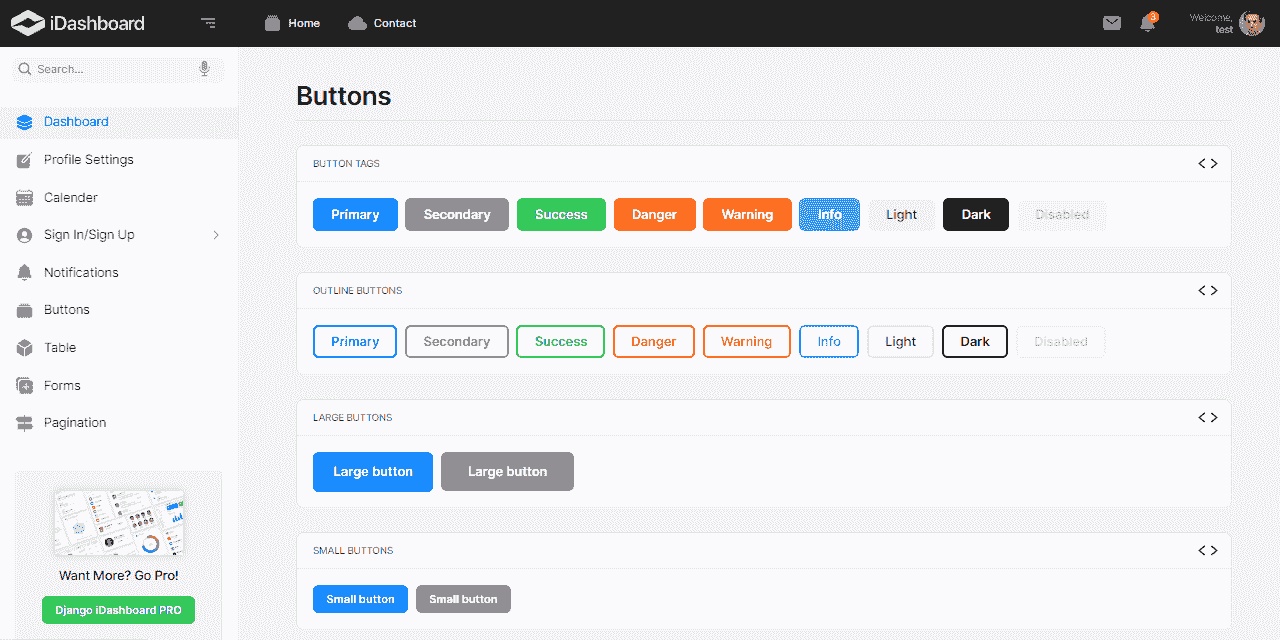 iDashboard
Home
Contact
3
Welcome,
test
Search...
Dashboard
Profile Settings
Calender
Sign In/Sign Up
Notifications
Buttons
Table
Forms
Pagination
Want More? Go Pro!
Django iDashboard PRO
Buttons
BUTTON TAGS
Primary Secondary Success Danger Warning Info Light Dark Disabled
OUTLINE BUTTONS
Primary Secondary Success Danger Warning Info Light Dark Disabled
LARGE BUTTONS
Large button Large button
SMALL BUTTONS
Small button Small button